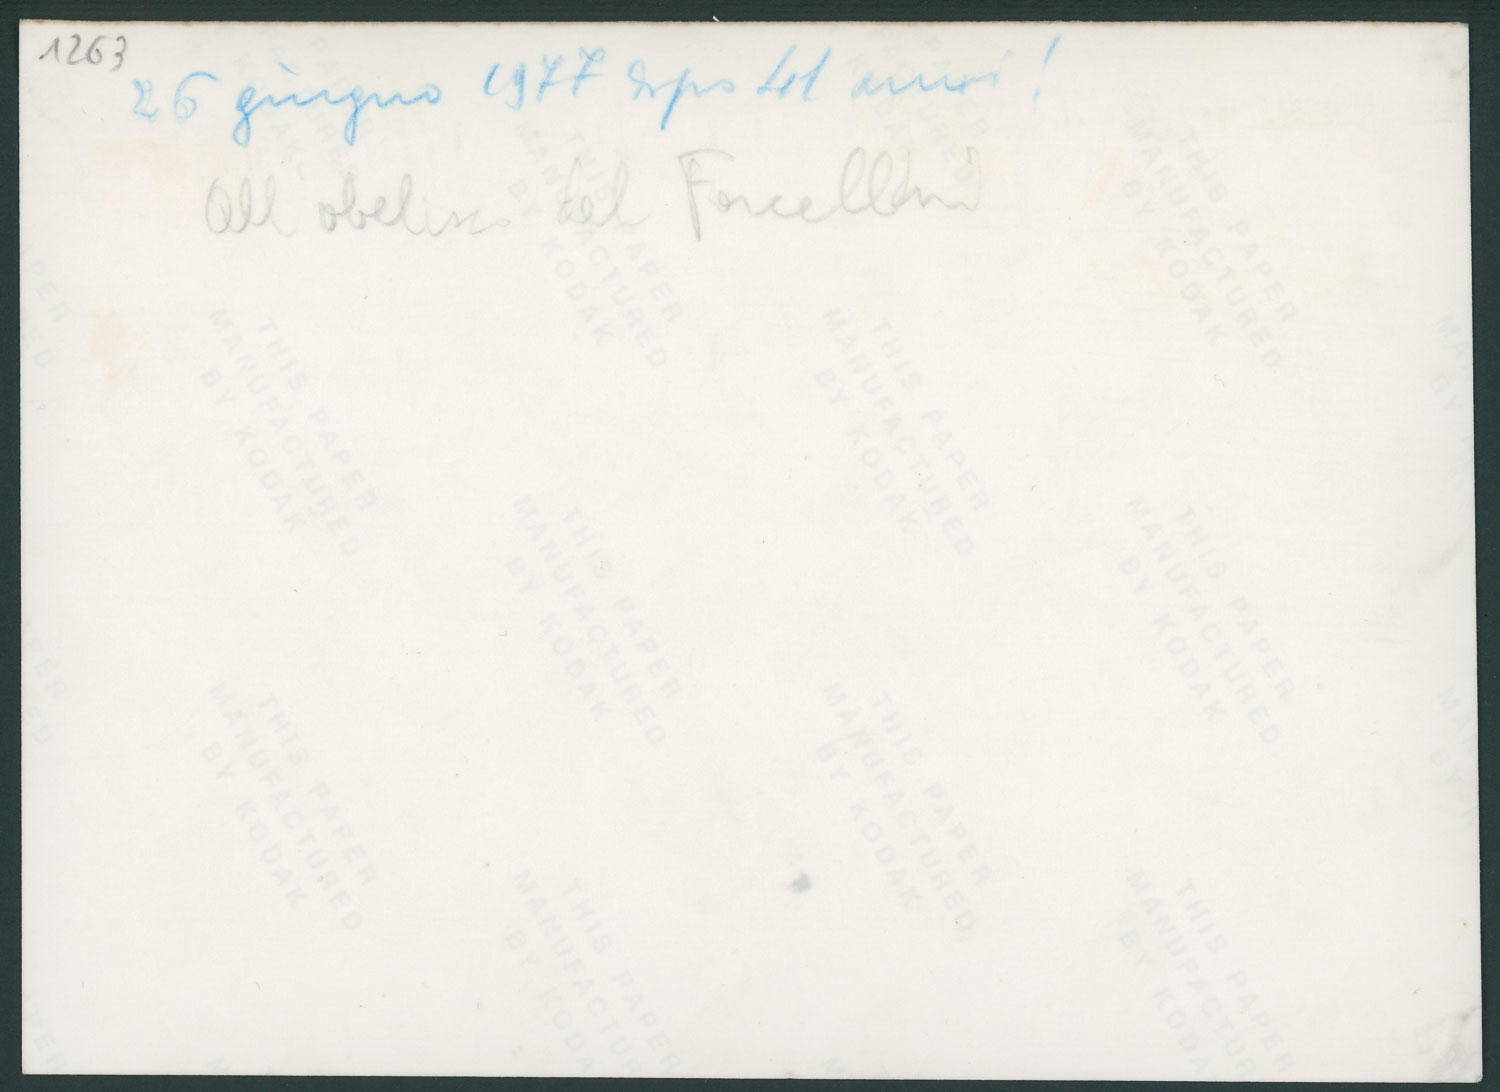 1263
26 giugno 1977 dopo 41 anni!
All obelisco del Forcellini
THIS PAPER
MANUFACTURED
BY KODAK